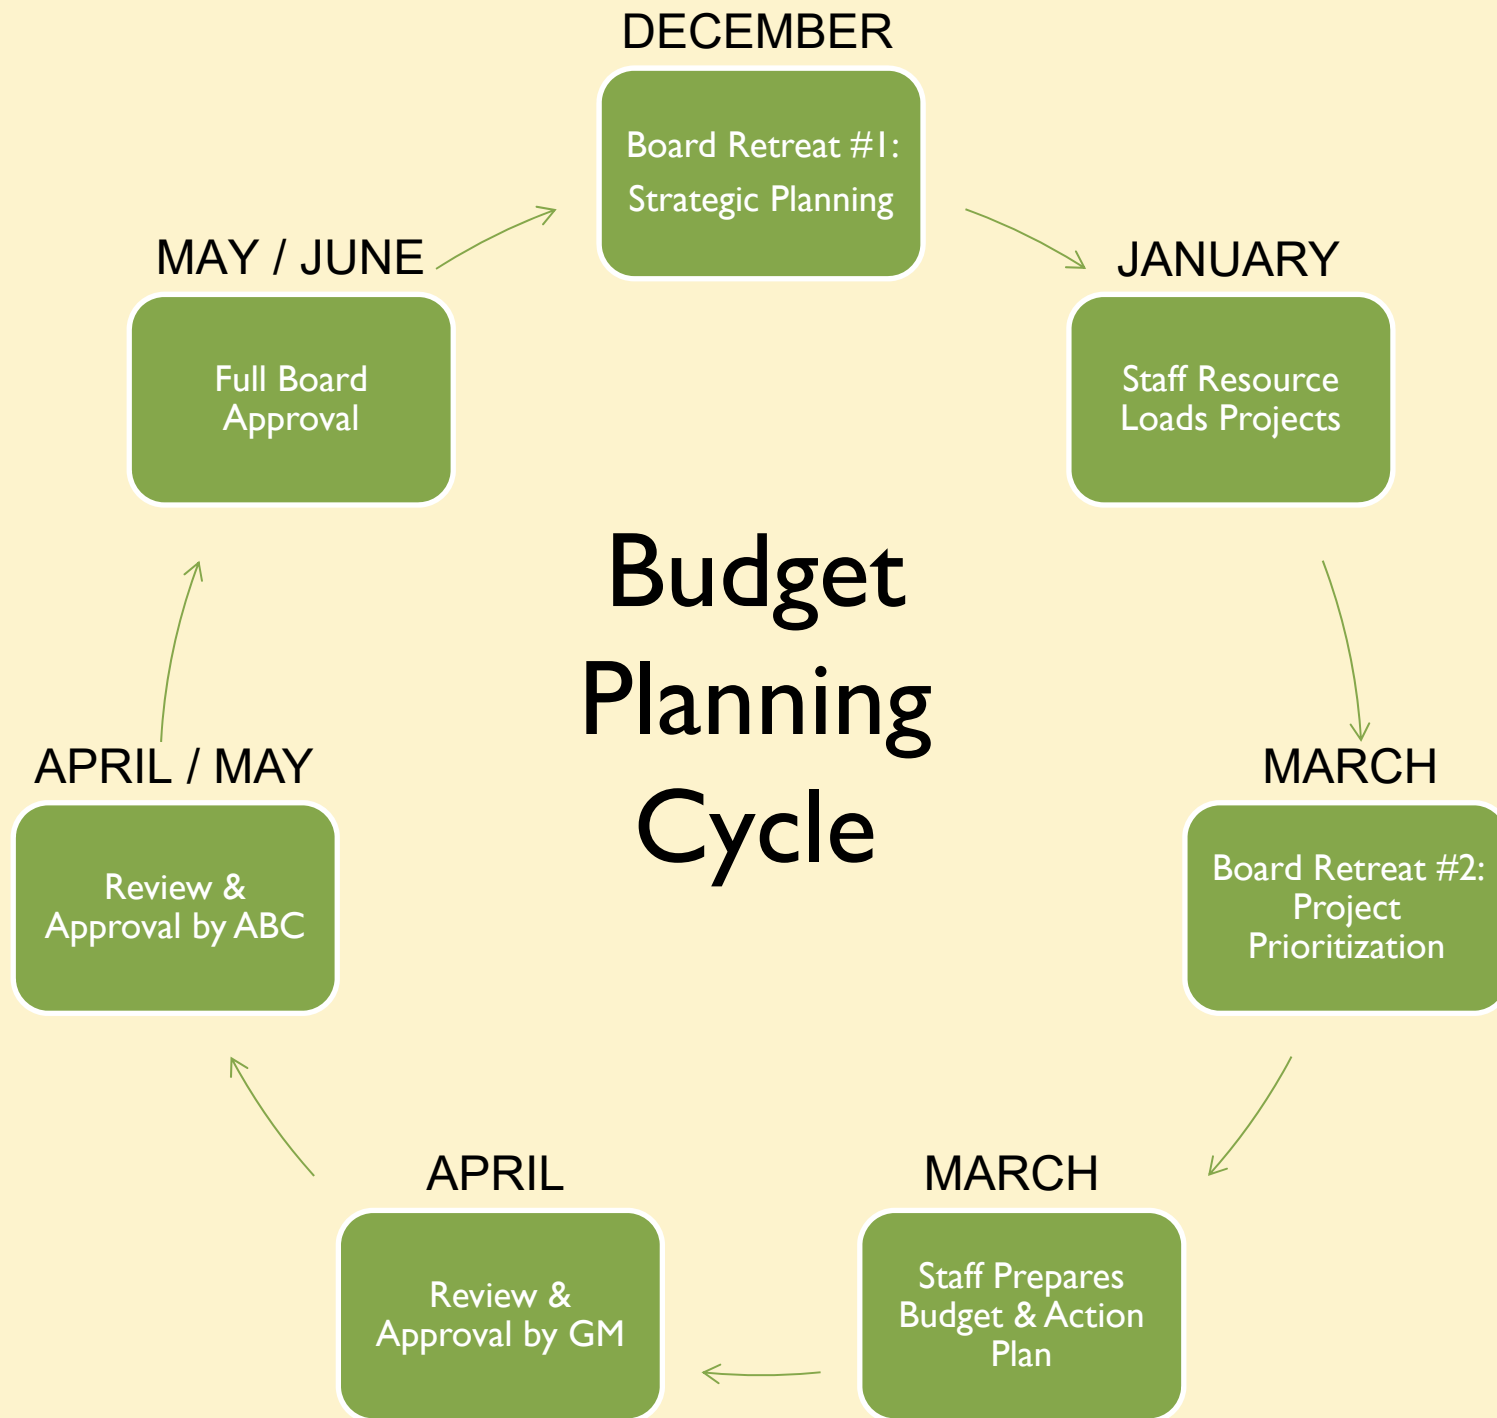 DECEMBER
Board Retreat #1:
Strategic Planning
JANUARY
Staff Resource
Loads Projects
MARCH
Board Retreat #2:
Project
Prioritization
MARCH
Staff Prepares
Budget & Action
Plan
APRIL
Review &
Approval by GM
APRIL / MAY
Review &
Approval by ABC
MAY / JUNE
Full Board
Approval
Budget
Planning
Cycle